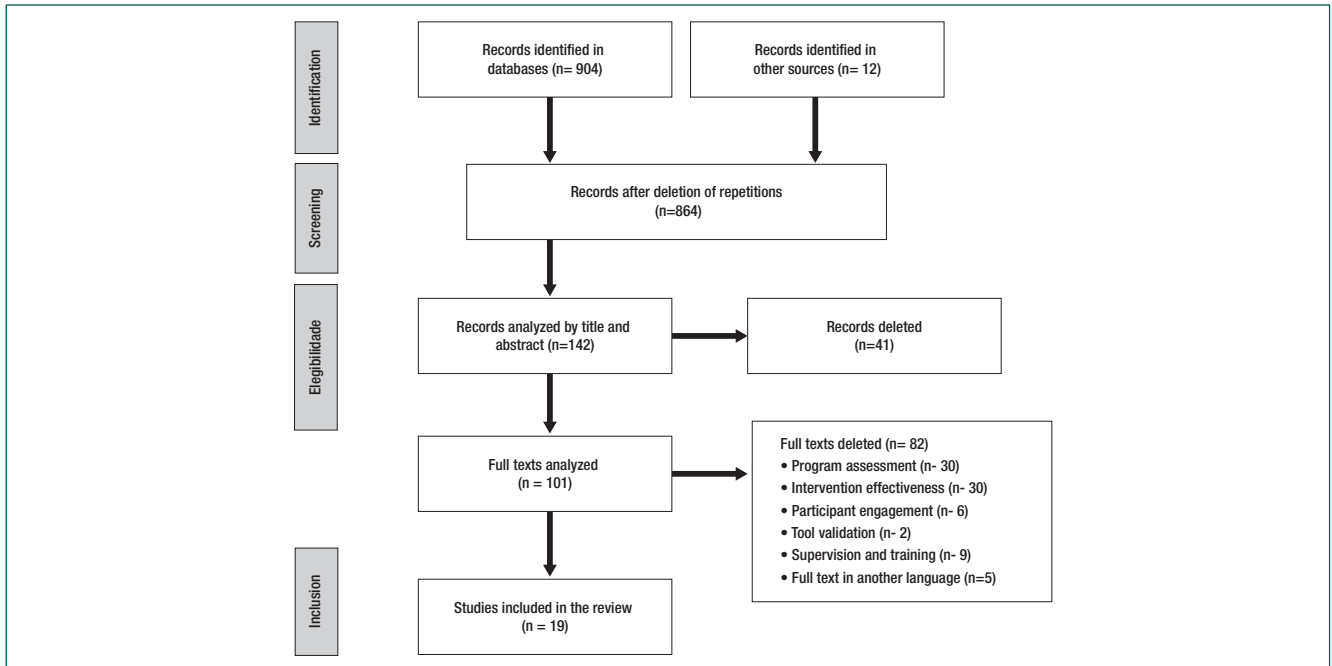 Identification
Records identified in
databases (n= 904)
Records identified in
other sources (n= 12)
Screening
Records after deletion of repetitions
(n=864)
Elegibilidade
Records analyzed by title and
abstract (n=142)
Records deleted
(n=41)
Full texts analyzed
(n = 101)
Full texts deleted (n= 82)
• Program assessment (n- 30)
• Intervention effectiveness (n- 30)
• Participant engagement (n- 6)
• Tool validation (n- 2)
• Supervision and training (n- 9)
• Full text in another language (n=5)
Inclusion
Studies included in the review
(n = 19)